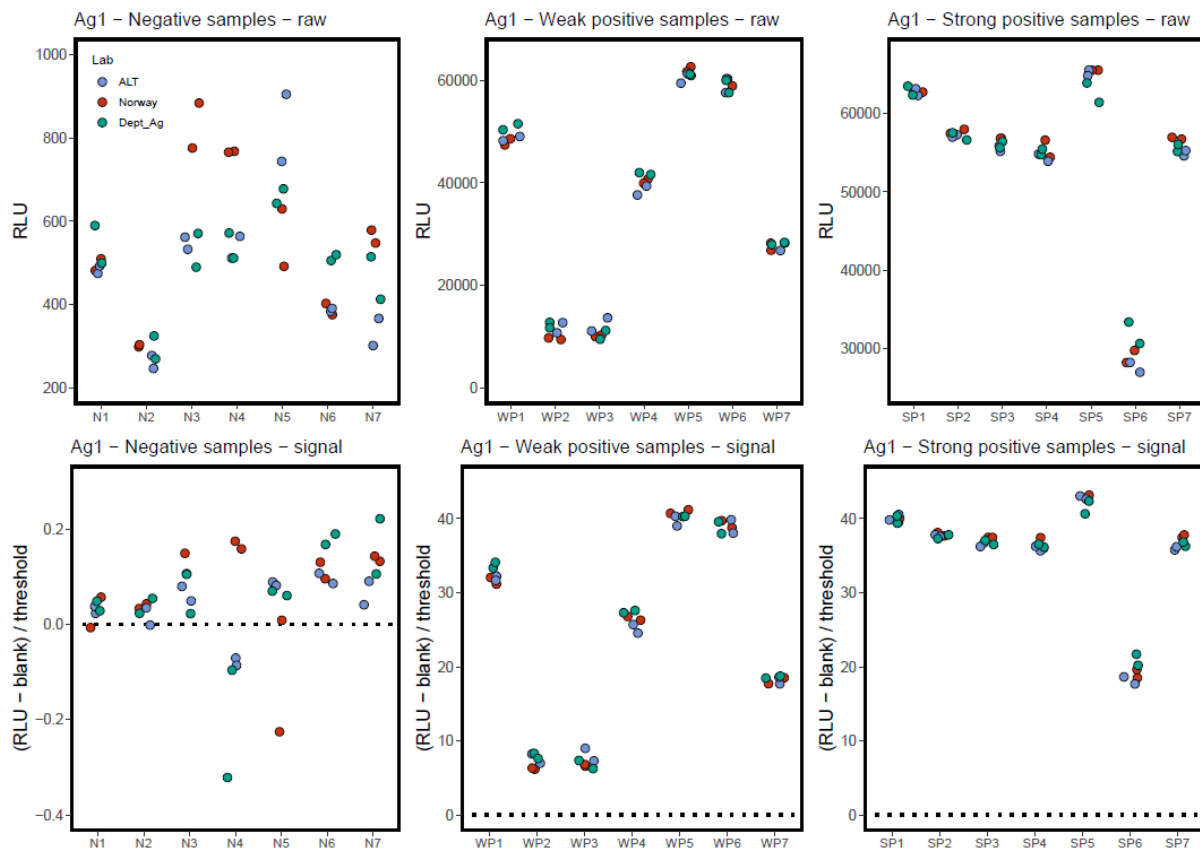 Ag1 − Negative samples − raw
RLU
1000
800
600
400
200
Lab
ALT
Norway
Dept_Ag
N1 N2 N3 N4 N5 N6 N7
Ag1 − Weak positive samples − raw
RLU
60000
40000
20000
0
WP1 WP2 WP3 WP4 WP5 WP6 WP7
Ag1 − Strong positive samples − raw
RLU
60000
50000
40000
30000
SP1 SP2 SP3 SP4 SP5 SP6 SP7
Ag1 − Negative samples − signal
(RLU − blank) / threshold
0.2
0.0
−0.2
−0.4
N1 N2 N3 N4 N5 N6 N7
Ag1 − Weak positive samples − signal
(RLU − blank) / threshold
40
30
20
10
0
WP1 WP2 WP3 WP4 WP5 WP6 WP7
Ag1 − Strong positive samples − signal
(RLU − blank) / threshold
40
30
20
10
0
SP1 SP2 SP3 SP4 SP5 SP6 SP7